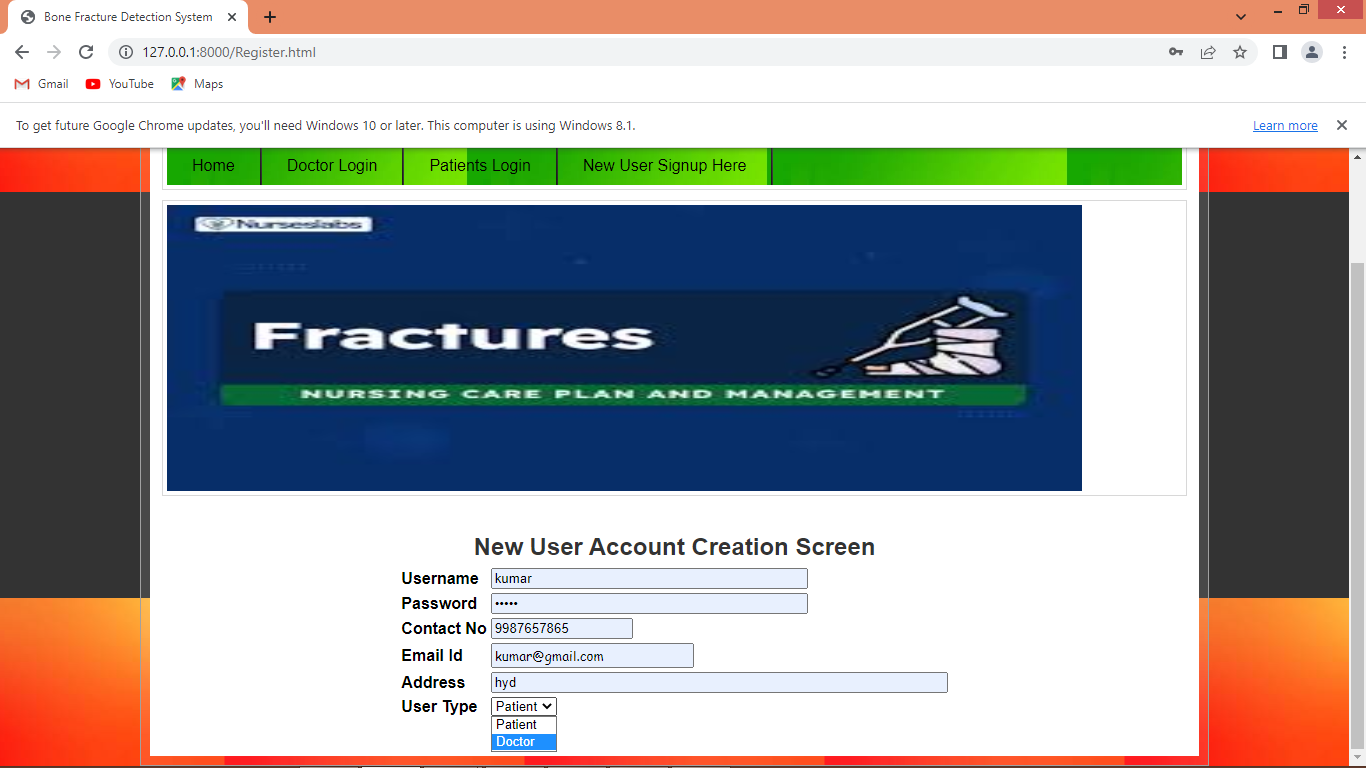 Bone Fracture Detection System
127.0.0.1:8000/Register.html
Gmail YouTube Maps
To get future Google Chrome updates, you'll need Windows 10 or later. This computer is using Windows 8.1. Learn more
Home Doctor Login Patients Login New User Signup Here
Nurseslabs
Fractures
NURSING CARE PLAN AND MANAGEMENT
New User Account Creation Screen
Username kumar
Password •••••
Contact No 9987657865
Email Id kumar@gmail.com
Address hyd
User Type Patient
Patient
Doctor